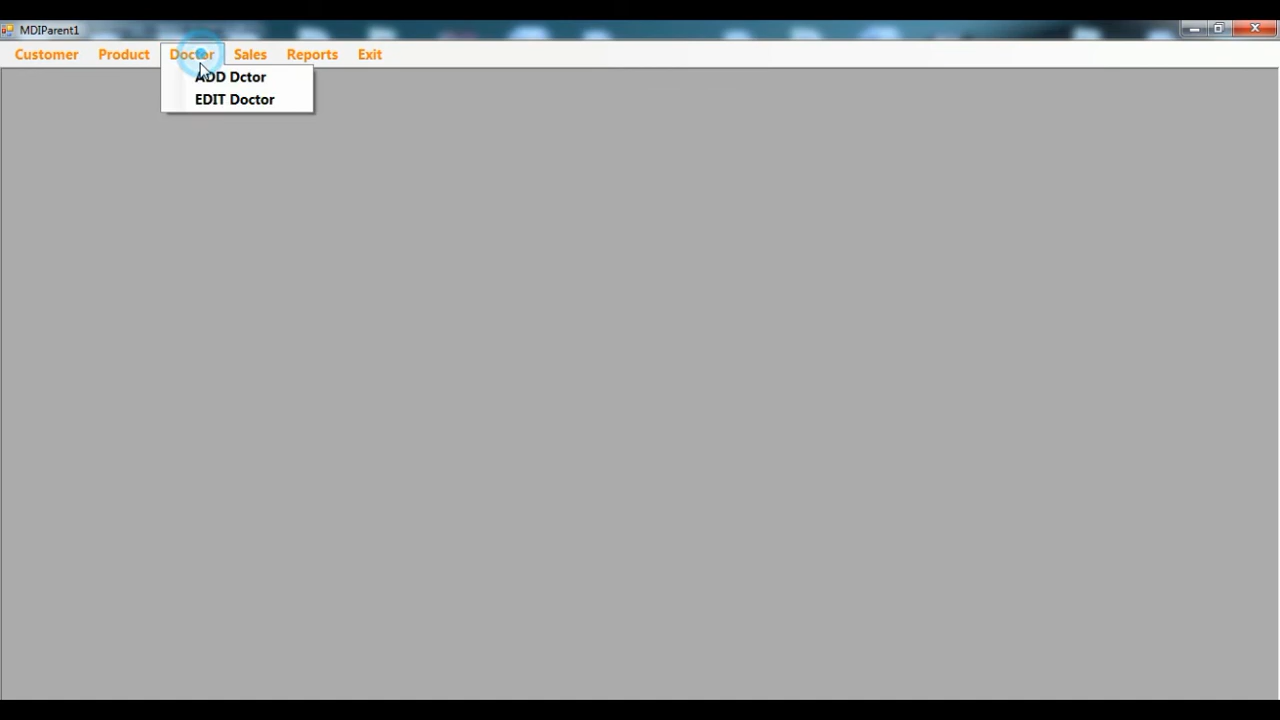 MDIParent1
Customer Product Doctor Sales Reports Exit
ADD Dctor
EDIT Doctor